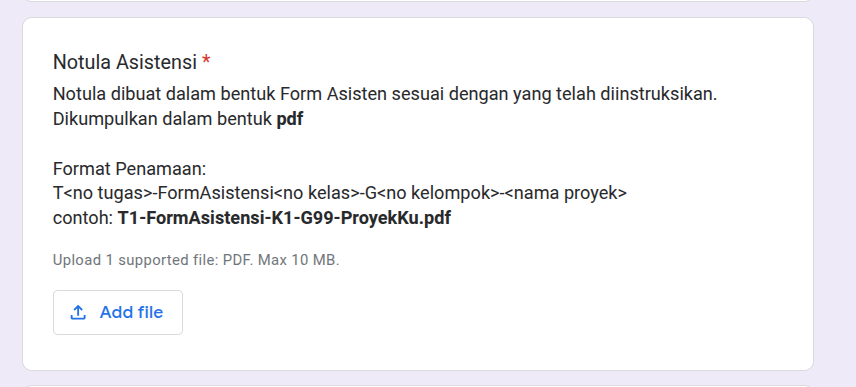 Notula Asistensi *
Notula dibuat dalam bentuk Form Asisten sesuai dengan yang telah diinstruksikan.
Dikumpulkan dalam bentuk pdf
Format Penamaan:
T<no tugas>-FormAsistensi<no kelas>-G<no kelompok>-<nama proyek>
contoh: T1-FormAsistensi-K1-G99-ProyekKu.pdf
Upload 1 supported file: PDF. Max 10 MB.
Add file